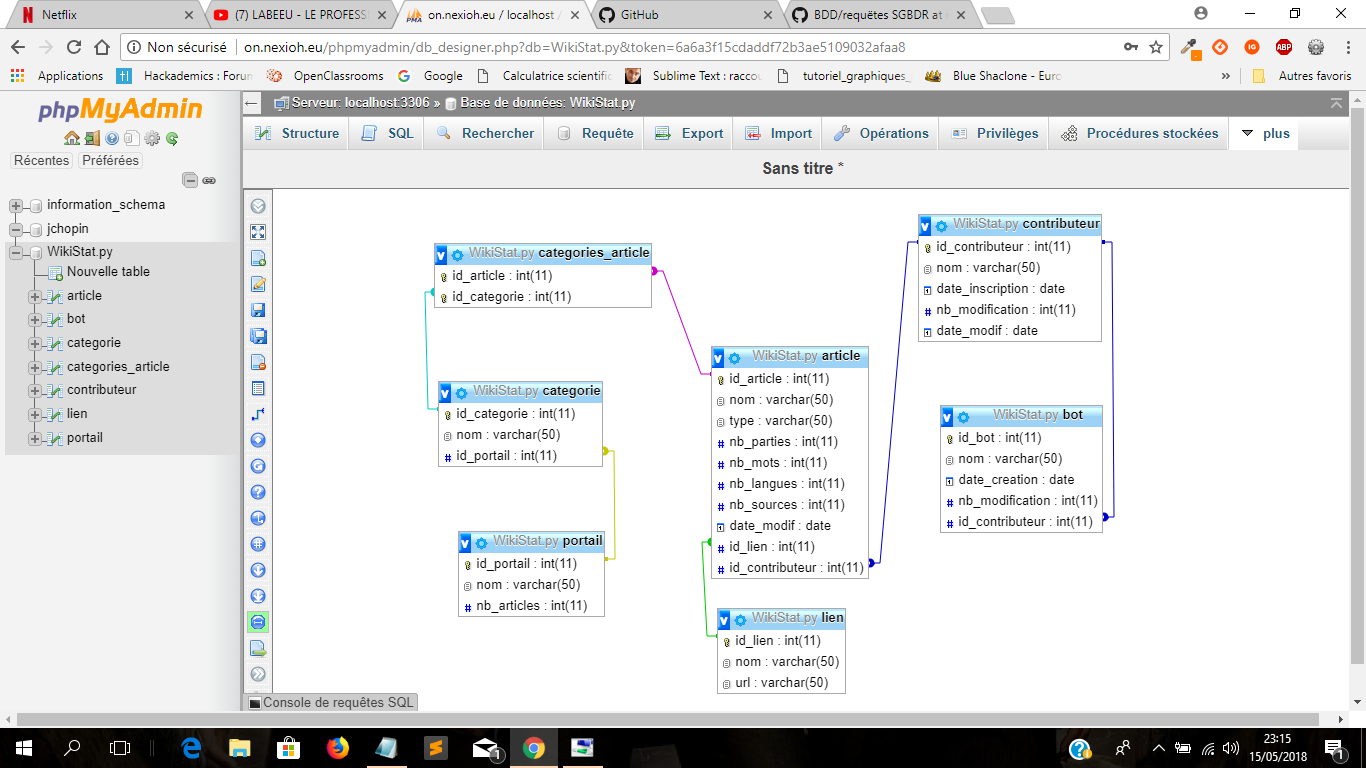 Netflix
(7) LABEEU - LE PROFESS
on.nexioh.eu / localhost /
GitHub
BDD/requêtes SGBDR at
Non sécurisé
on.nexioh.eu/phpmyadmin/db_designer.php?db=WikiStat.py&token=6a6a3f15cdaddf72b3ae5109032afaa8
Applications
Hackademics : Forum
OpenClassrooms
Google
Calculatrice scientific
Sublime Text : raccou
tutoriel_graphiques_
Blue Shaclone - Euro
»
Autres favoris
phpMyAdmin
Récentes
Préférées
information_schema
jchopin
WikiStat.py
Nouvelle table
article
bot
categorie
categories_article
contributeur
lien
portail
Serveur: localhost:3306 » Base de données: WikiStat.py
Structure
SQL
Rechercher
Requête
Export
Import
Opérations
Privilèges
Procédures stockées
plus
Sans titre *
WikiStat.py categories_article
id_article : int(11)
id_categorie : int(11)
WikiStat.py categorie
id_categorie : int(11)
nom : varchar(50)
id_portail : int(11)
WikiStat.py portail
id_portail : int(11)
nom : varchar(50)
nb_articles : int(11)
WikiStat.py article
id_article : int(11)
nom : varchar(50)
type : varchar(50)
nb_parties : int(11)
nb_mots : int(11)
nb_langues : int(11)
nb_sources : int(11)
date_modif : date
id_lien : int(11)
id_contributeur : int(11)
WikiStat.py lien
id_lien : int(11)
nom : varchar(50)
url : varchar(50)
WikiStat.py contributeur
id_contributeur : int(11)
nom : varchar(50)
date_inscription : date
nb_modification : int(11)
date_modif : date
WikiStat.py bot
id_bot : int(11)
nom : varchar(50)
date_creation : date
nb_modification : int(11)
id_contributeur : int(11)
Console de requêtes SQL
23:15
15/05/2018